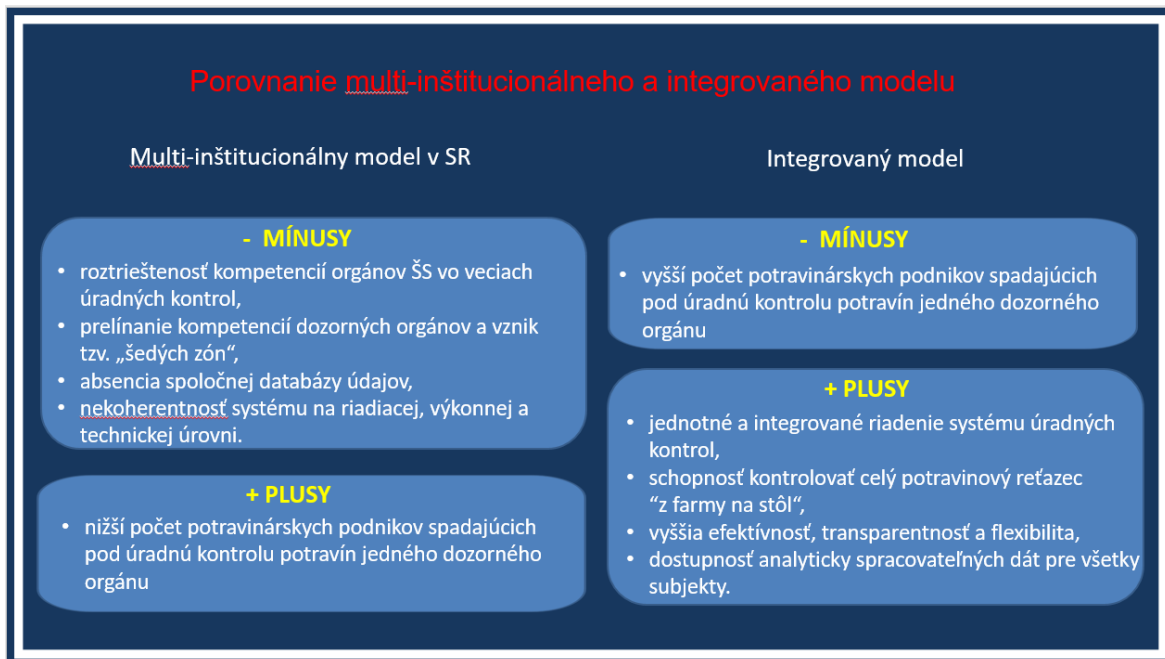 Porovnanie multi-inštitucionálneho a integrovaného modelu
Multi-inštitucionálny model v SR
- MÍNUSY
• roztrieštenosť kompetencií orgánov ŠS vo veciach
úradných kontrol,
• prelínanie kompetencií dozorných orgánov a vznik
tzv. „šedých zón“,
• absencia spoločnej databázy údajov,
• nekoherentnosť systému na riadiacej, výkonnej a
technickej úrovni.
+ PLUSY
• nižší počet potravinárskych podnikov spadajúcich
pod úradnú kontrolu potravín jedného dozorného
orgánu
Integrovaný model
- MÍNUSY
• vyšší počet potravinárskych podnikov spadajúcich
pod úradnú kontrolu potravín jedného dozorného
orgánu
+ PLUSY
• jednotné a integrované riadenie systému úradných
kontrol,
• schopnosť kontrolovať celý potravinový reťazec
“z farmy na stôl“,
• vyššia efektívnosť, transparentnosť a flexibilita,
• dostupnosť analyticky spracovateľných dát pre všetky
subjekty.